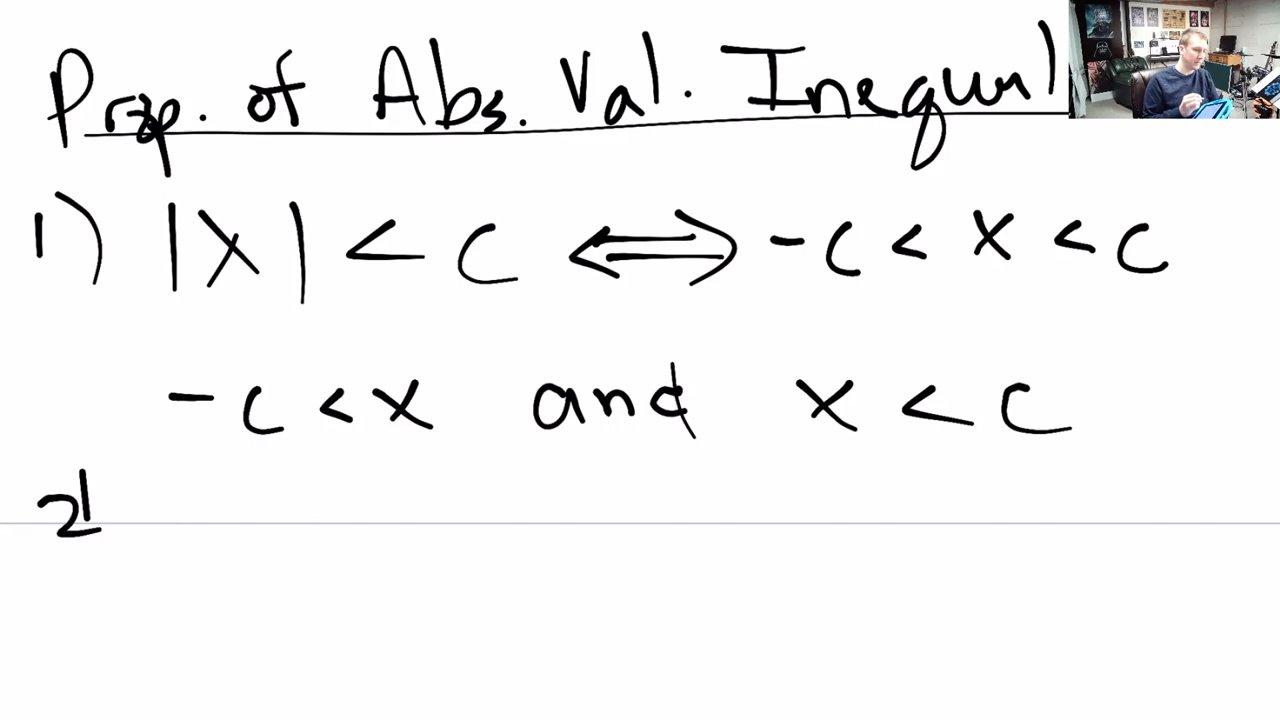 Prop. of Abs. Val. Inequal
1) |x| < c ⟺ -c < x < c
-c < x and x < c
2